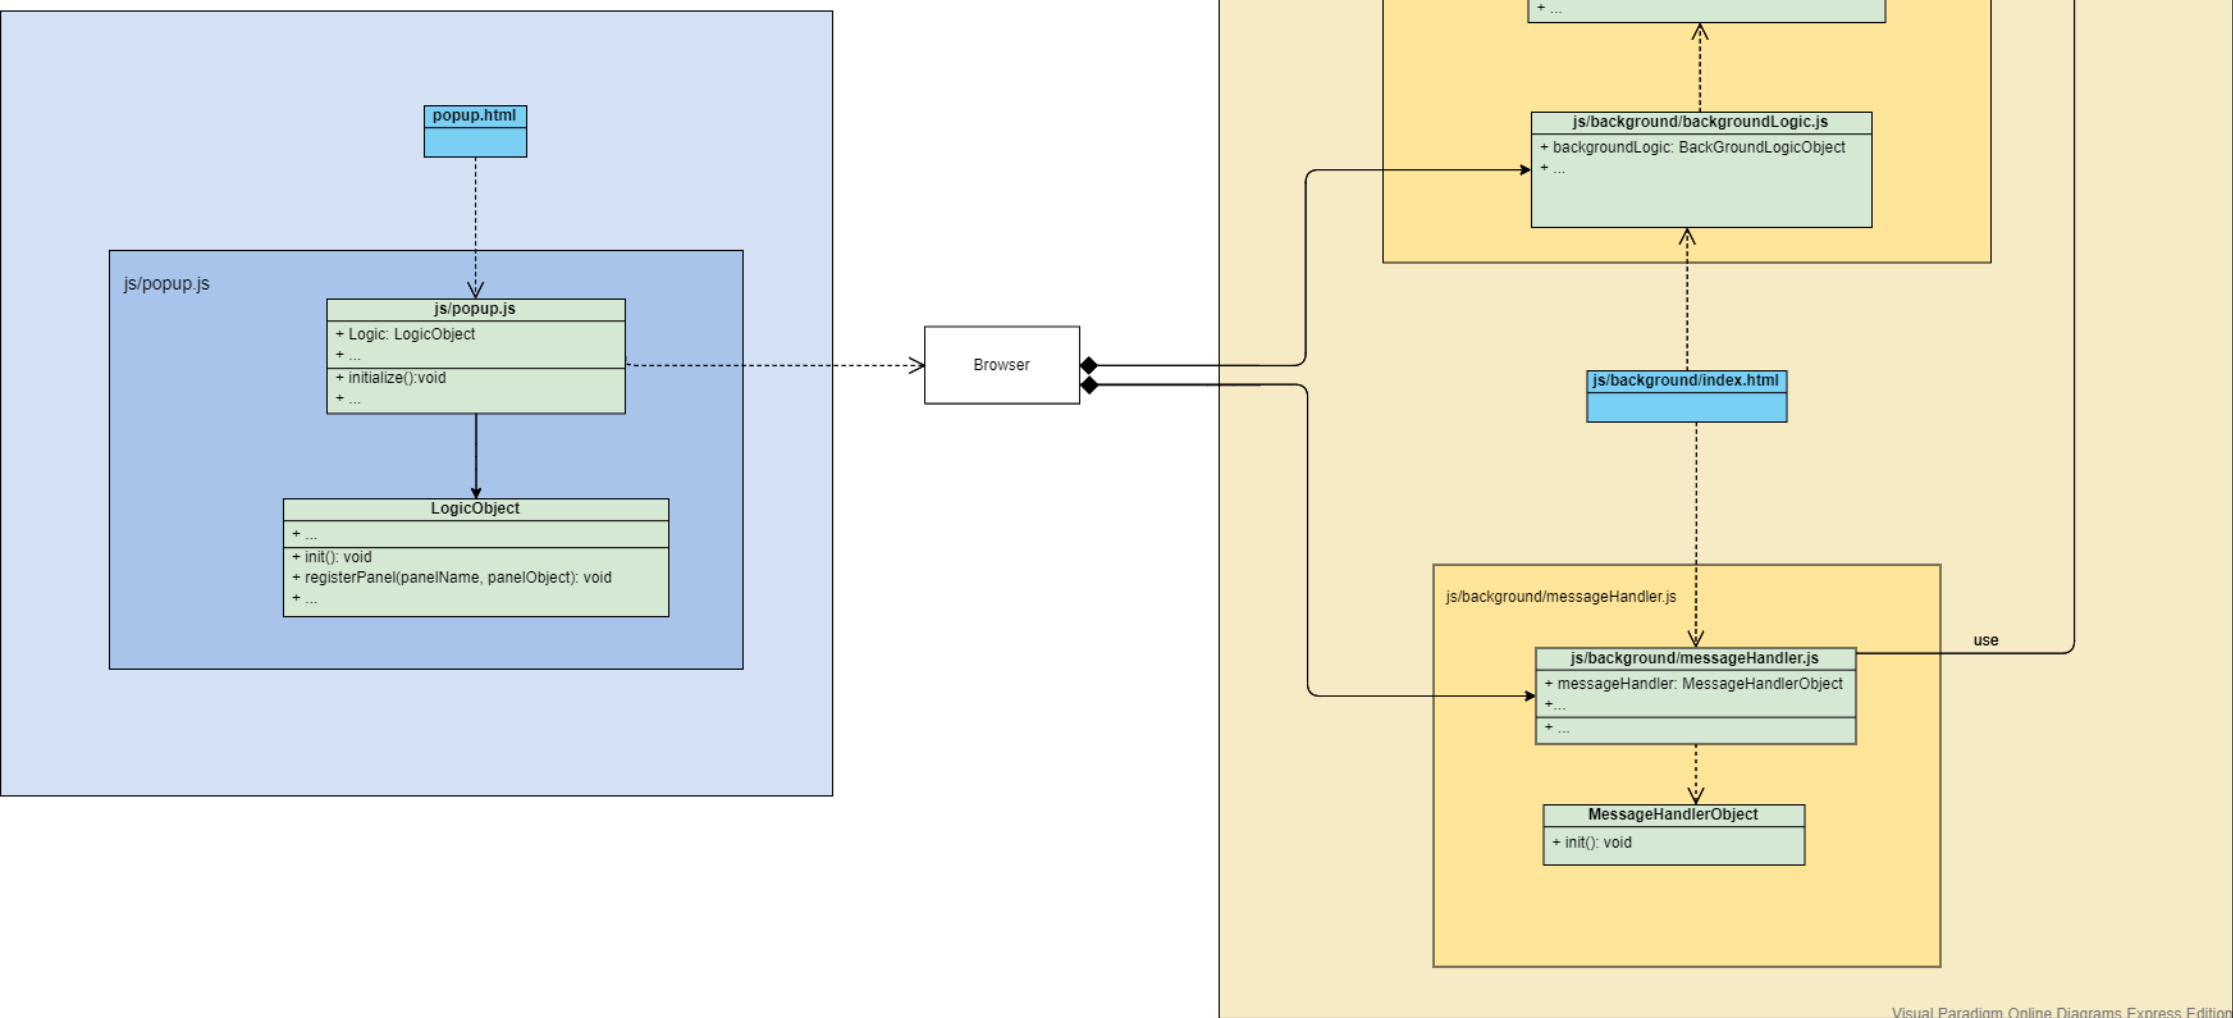 popup.html
js/popup.js
js/popup.js
+ Logic: LogicObject
+ ...
+ initialize():void
+ ...
LogicObject
+ ...
+ init(): void
+ registerPanel(panelName, panelObject): void
+ ...
Browser
+ ...
js/background/backgroundLogic.js
+ backgroundLogic: BackGroundLogicObject
+ ...
js/background/index.html
js/background/messageHandler.js
use
js/background/messageHandler.js
+ messageHandler: MessageHandlerObject
+...
+ ...
MessageHandlerObject
+ init(): void
Visual Paradigm Online Diagrams Express Edition